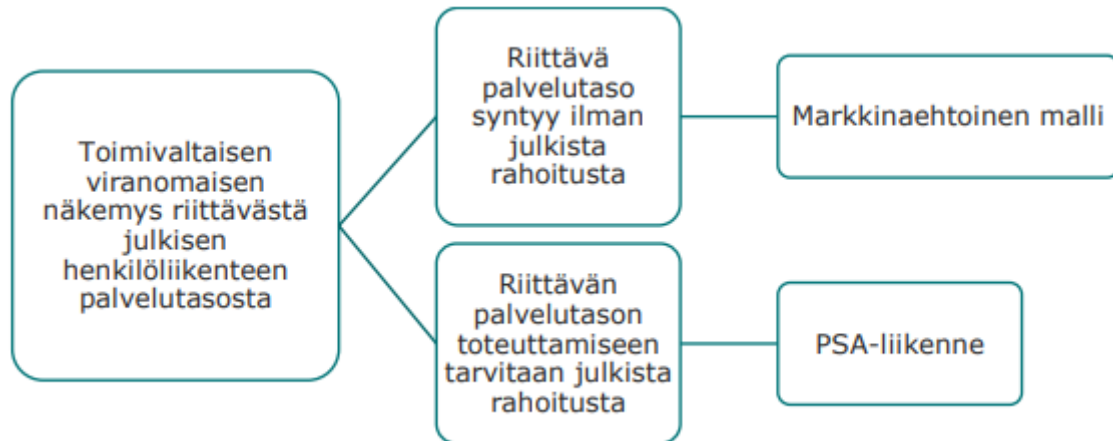 Toimivaltaisen
viranomaisen
näkemys riittävästä
julkisen
henkilöliikenteen
palvelutasosta
Riittävä
palvelutaso
syntyy ilman
julkista
rahoitusta
Markkinaehtoinen malli
Riittävän
palvelutason
toteuttamiseen
tarvitaan julkista
rahoitusta
PSA-liikenne